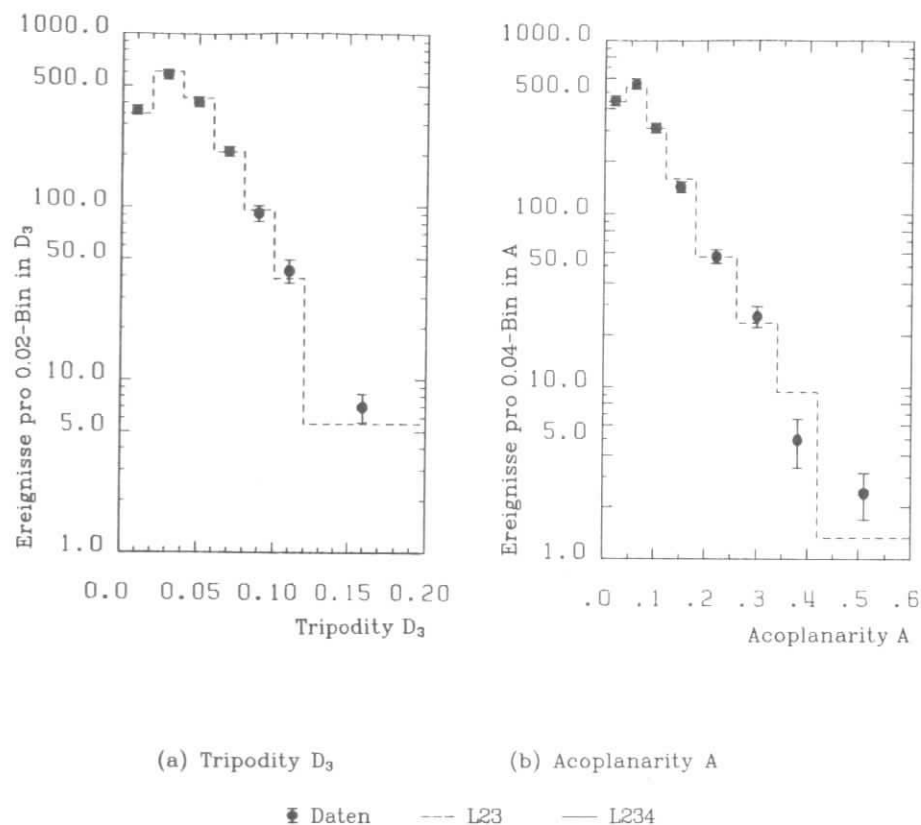 1000.0
500.0
100.0
50.0
10.0
5.0
1.0
Ereignisse pro 0.02-Bin in D₃
0.0 0.05 0.10 0.15 0.20
Tripodity D₃
1000.0
500.0
100.0
50.0
10.0
5.0
1.0
Ereignisse pro 0.04-Bin in A
.0 .1 .2 .3 .4 .5 .6
Acoplanarity A
(a) Tripodity D₃
(b) Acoplanarity A
Daten L23 L234